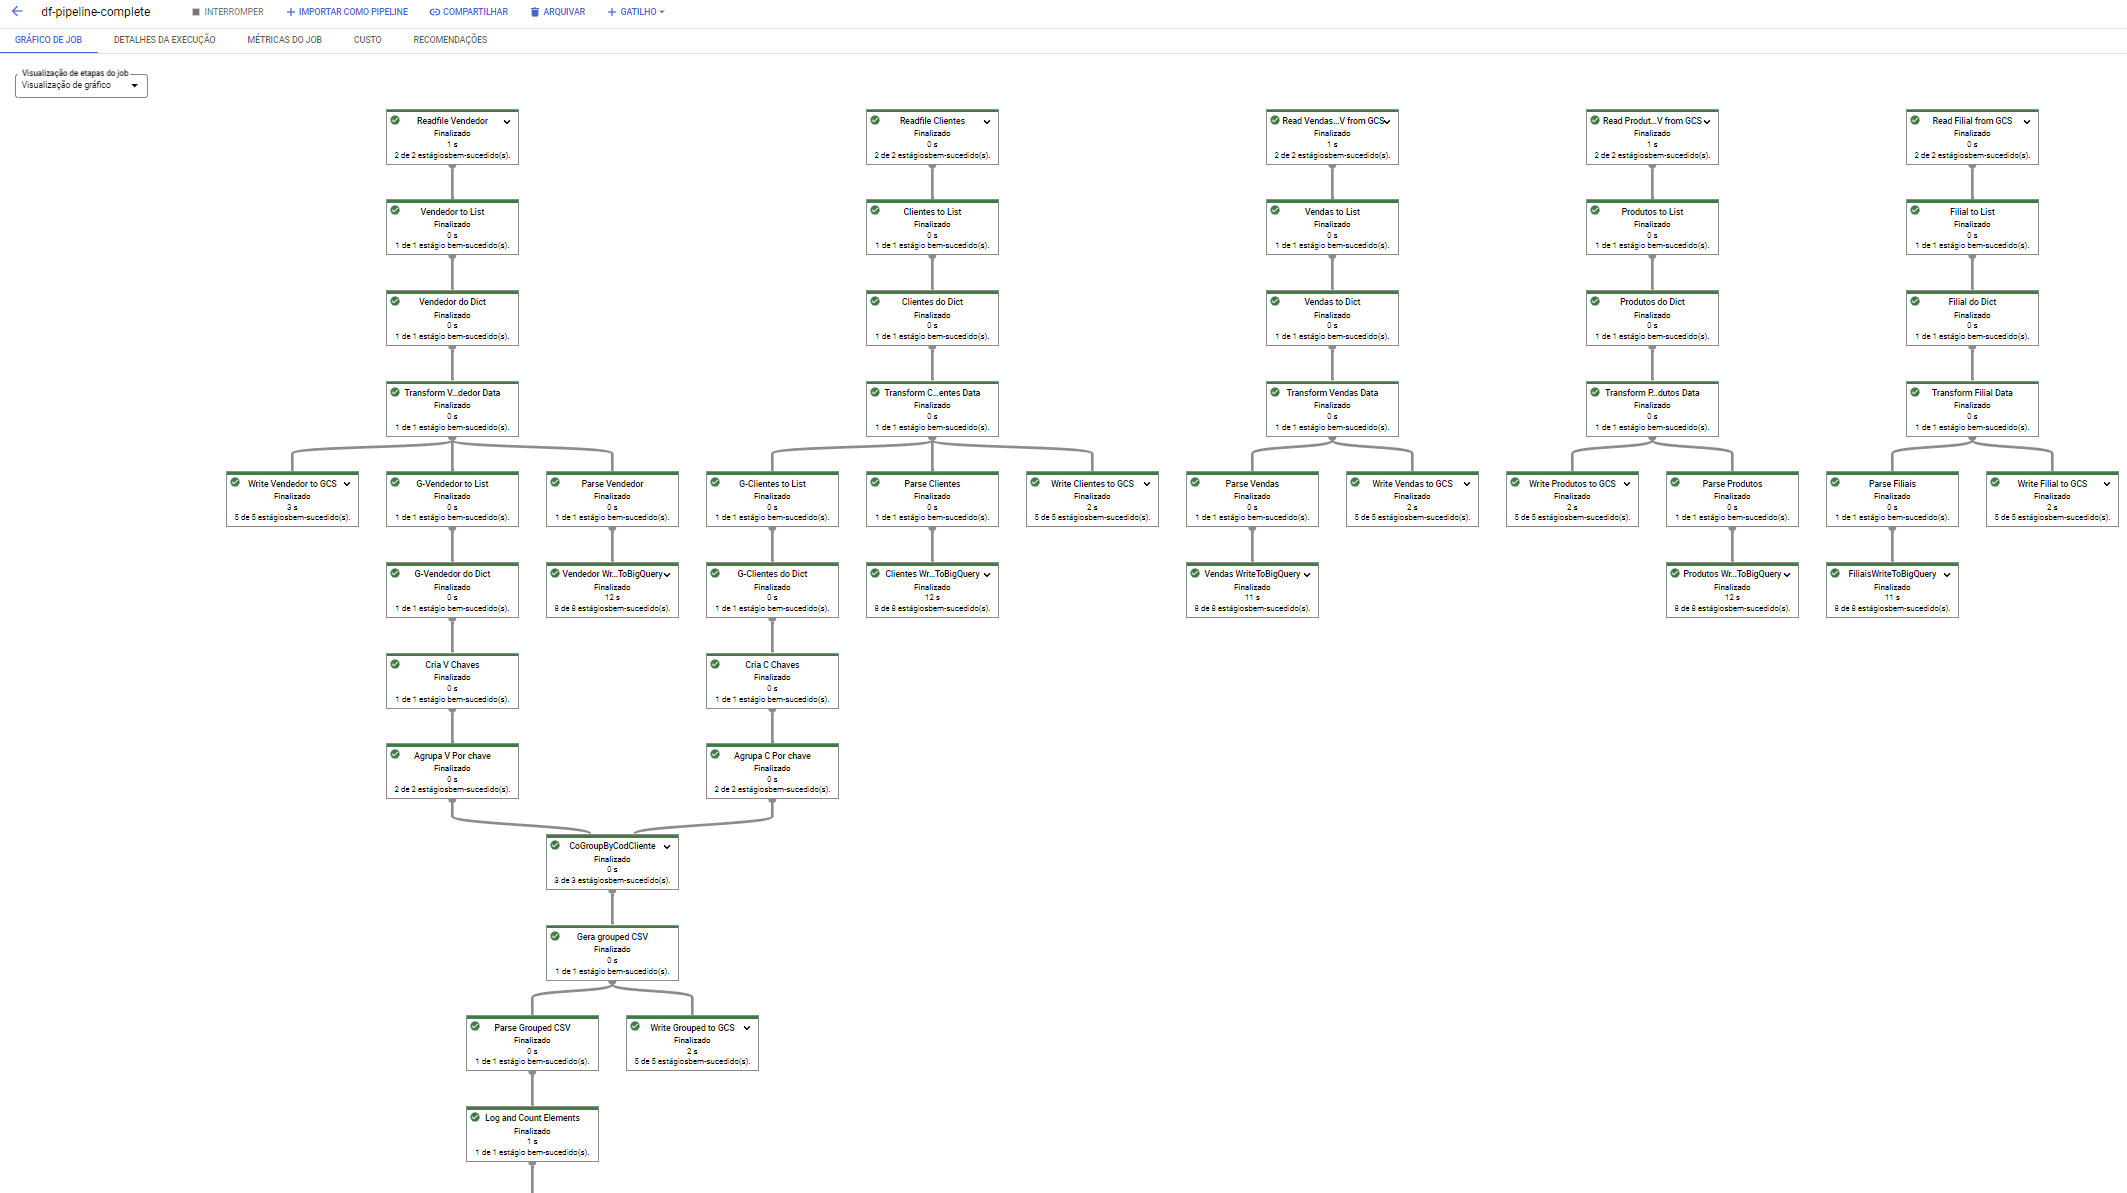 df-pipeline-complete
INTERROMPER
IMPORTAR COMO PIPELINE
COMPARTILHAR
ARQUIVAR
GATILHO
GRÁFICO DE JOB
DETALHES DA EXECUÇÃO
MÉTRICAS DO JOB
CUSTO
RECOMENDAÇÕES
Visualização de etapas do job
Visualização de gráfico
Readfile Vendedor
Finalizado
1 s
2 de 2 estágiosbem-sucedido(s).
Readfile Clientes
Finalizado
0 s
2 de 2 estágiosbem-sucedido(s).
Read Vendas...V from GCS
Finalizado
1 s
2 de 2 estágiosbem-sucedido(s).
Read Produt...V from GCS
Finalizado
1 s
2 de 2 estágiosbem-sucedido(s).
Read Filial from GCS
Finalizado
0 s
2 de 2 estágiosbem-sucedido(s).
Vendedor to List
Finalizado
0 s
1 de 1 estágio bem-sucedido(s).
Clientes to List
Finalizado
0 s
1 de 1 estágio bem-sucedido(s).
Vendas to List
Finalizado
0 s
1 de 1 estágio bem-sucedido(s).
Produtos to List
Finalizado
0 s
1 de 1 estágio bem-sucedido(s).
Filial to List
Finalizado
0 s
1 de 1 estágio bem-sucedido(s).
Vendedor do Dict
Finalizado
0 s
1 de 1 estágio bem-sucedido(s).
Clientes do Dict
Finalizado
0 s
1 de 1 estágio bem-sucedido(s).
Vendas to Dict
Finalizado
0 s
1 de 1 estágio bem-sucedido(s).
Produtos do Dict
Finalizado
0 s
1 de 1 estágio bem-sucedido(s).
Filial do Dict
Finalizado
0 s
1 de 1 estágio bem-sucedido(s).
Transform V...dedor Data
Finalizado
0 s
1 de 1 estágio bem-sucedido(s).
Transform C...entes Data
Finalizado
0 s
1 de 1 estágio bem-sucedido(s).
Transform Vendas Data
Finalizado
0 s
1 de 1 estágio bem-sucedido(s).
Transform P...dutos Data
Finalizado
0 s
1 de 1 estágio bem-sucedido(s).
Transform Filial Data
Finalizado
0 s
1 de 1 estágio bem-sucedido(s).
Write Vendedor to GCS
Finalizado
3 s
5 de 5 estágiosbem-sucedido(s).
G-Vendedor to List
Finalizado
0 s
1 de 1 estágio bem-sucedido(s).
Parse Vendedor
Finalizado
0 s
1 de 1 estágio bem-sucedido(s).
G-Clientes to List
Finalizado
0 s
1 de 1 estágio bem-sucedido(s).
Parse Clientes
Finalizado
0 s
1 de 1 estágio bem-sucedido(s).
Write Clientes to GCS
Finalizado
2 s
5 de 5 estágiosbem-sucedido(s).
Parse Vendas
Finalizado
0 s
1 de 1 estágio bem-sucedido(s).
Write Vendas to GCS
Finalizado
2 s
5 de 5 estágiosbem-sucedido(s).
Write Produtos to GCS
Finalizado
2 s
5 de 5 estágiosbem-sucedido(s).
Parse Produtos
Finalizado
0 s
1 de 1 estágio bem-sucedido(s).
Parse Filiais
Finalizado
0 s
1 de 1 estágio bem-sucedido(s).
Write Filial to GCS
Finalizado
2 s
5 de 5 estágiosbem-sucedido(s).
G-Vendedor do Dict
Finalizado
0 s
1 de 1 estágio bem-sucedido(s).
Vendedor Wr...ToBigQuery
Finalizado
12 s
8 de 8 estágiosbem-sucedido(s).
G-Clientes do Dict
Finalizado
0 s
1 de 1 estágio bem-sucedido(s).
Clientes Wr...ToBigQuery
Finalizado
12 s
8 de 8 estágiosbem-sucedido(s).
Vendas WriteToBigQuery
Finalizado
11 s
8 de 8 estágiosbem-sucedido(s).
Produtos Wr...ToBigQuery
Finalizado
12 s
8 de 8 estágiosbem-sucedido(s).
FiliaisWriteToBigQuery
Finalizado
11 s
8 de 8 estágiosbem-sucedido(s).
Cria V Chaves
Finalizado
0 s
1 de 1 estágio bem-sucedido(s).
Cria C Chaves
Finalizado
0 s
1 de 1 estágio bem-sucedido(s).
Agrupa V Por chave
Finalizado
0 s
2 de 2 estágiosbem-sucedido(s).
Agrupa C Por chave
Finalizado
0 s
2 de 2 estágiosbem-sucedido(s).
CoGroupByCodCliente
Finalizado
0 s
3 de 3 estágiosbem-sucedido(s).
Gera grouped CSV
Finalizado
0 s
1 de 1 estágio bem-sucedido(s).
Parse Grouped CSV
Finalizado
0 s
1 de 1 estágio bem-sucedido(s).
Write Grouped to GCS
Finalizado
2 s
5 de 5 estágiosbem-sucedido(s).
Log and Count Elements
Finalizado
1 s
1 de 1 estágio bem-sucedido(s).